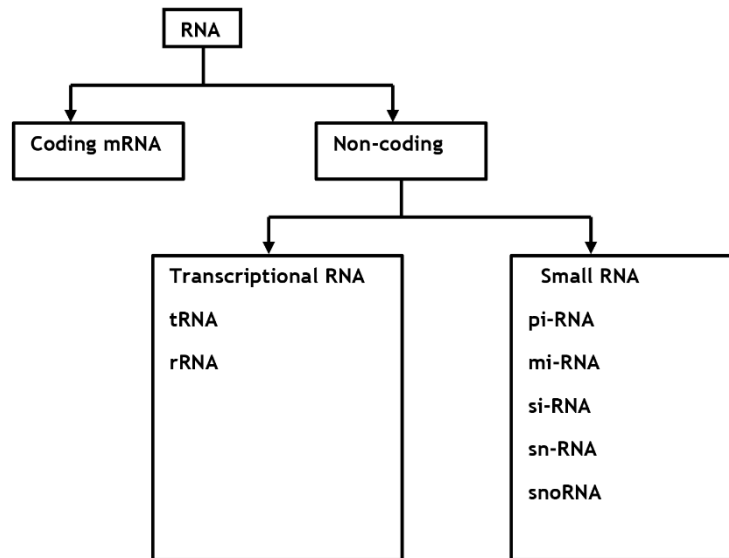 RNA
Coding mRNA
Non-coding
Transcriptional RNA
tRNA
rRNA
Small RNA
pi-RNA
mi-RNA
si-RNA
sn-RNA
snoRNA